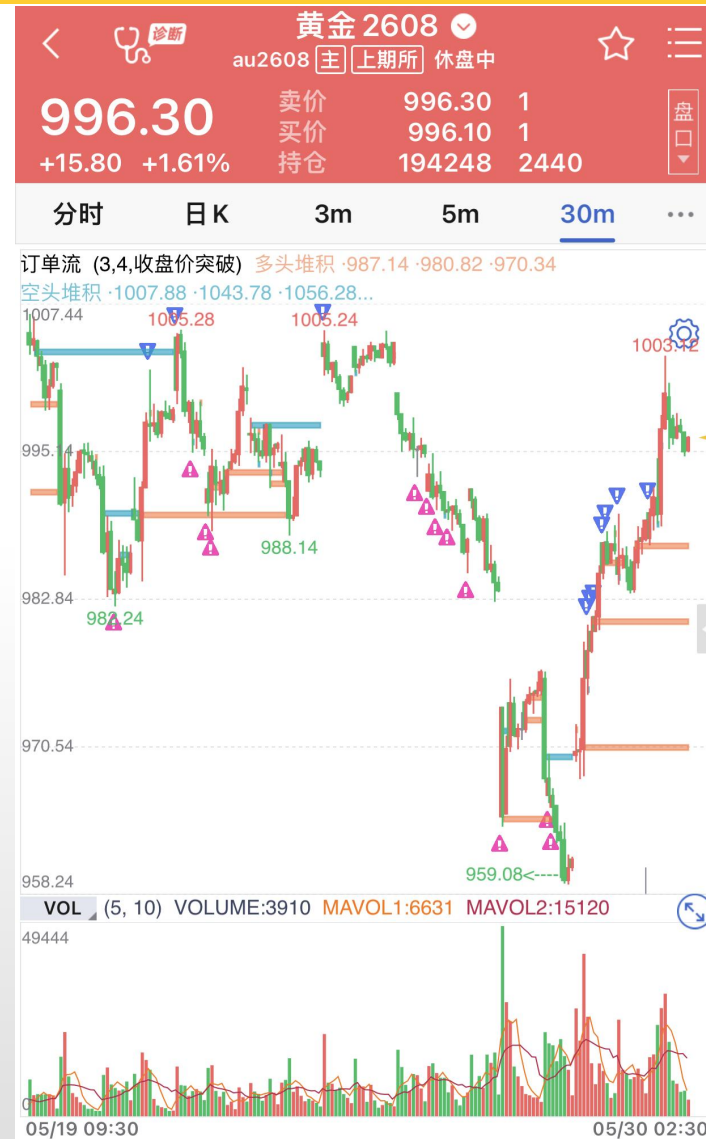 诊断
黄金2608
au2608 主 上期所 休盘中
996.30
+15.80 +1.61%
卖价 996.30 1
买价 996.10 1
持仓 194248 2440
盘口
分时 日K 3m 5m 30m ...
订单流 (3,4,收盘价突破) 多头堆积 ·987.14 ·980.82 ·970.34
空头堆积 ·1007.88 ·1043.78 ·1056.28...
1007.44
1005.28
1005.24
1003.12
995.14
988.14
982.84
982.24
970.54
959.08<----
958.24
VOL (5, 10) VOLUME:3910 MAVOL1:6631 MAVOL2:15120
49444
0
05/19 09:30 05/30 02:30